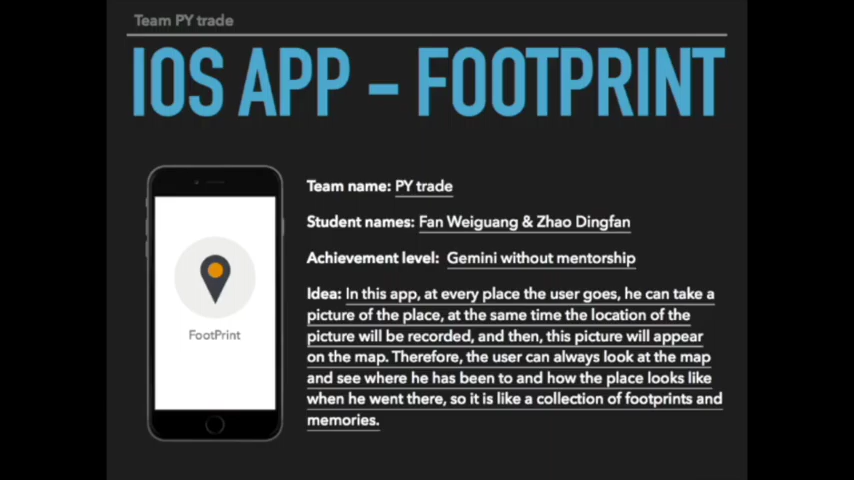 Team PY trade
IOS APP - FOOTPRINT
Team name: PY trade
Student names: Fan Weiguang & Zhao Dingfan
Achievement level: Gemini without mentorship
Idea: In this app, at every place the user goes, he can take a
picture of the place, at the same time the location of the
picture will be recorded, and then, this picture will appear
on the map. Therefore, the user can always look at the map
and see where he has been to and how the place looks like
when he went there, so it is like a collection of footprints and
memories.
FootPrint